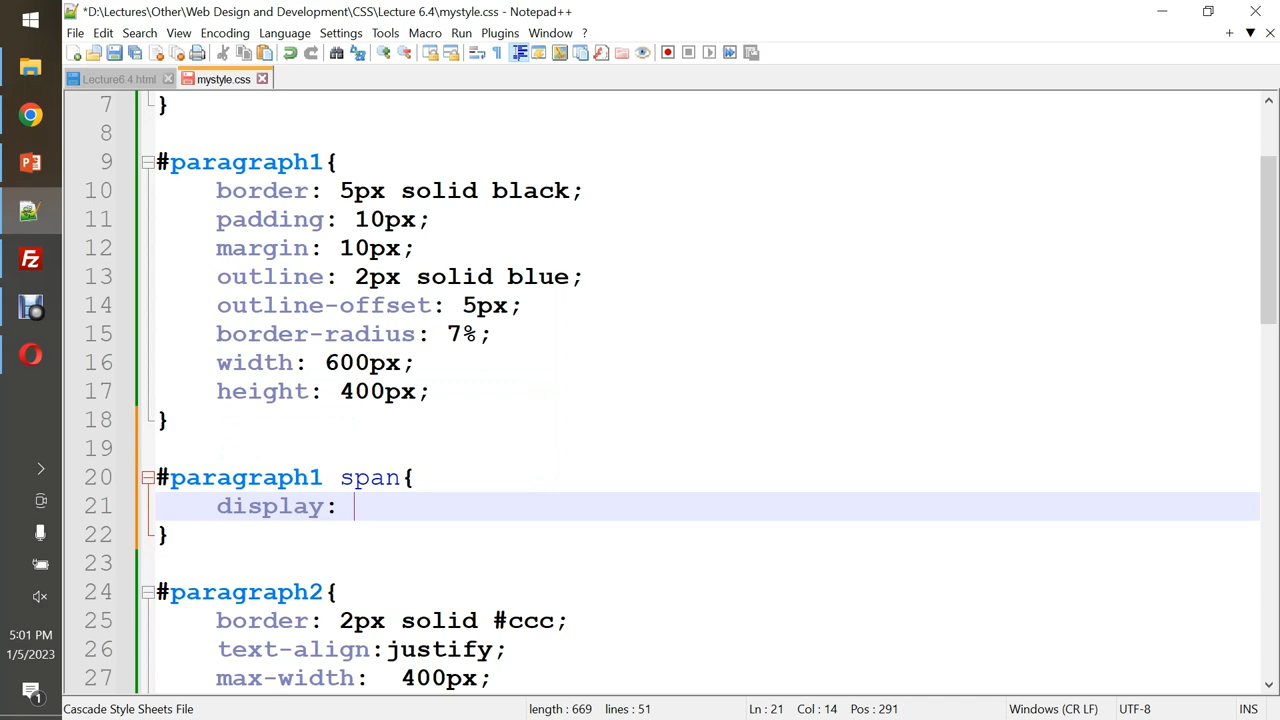 *D:\Lectures\Other\Web Design and Development\CSS\Lecture 6.4\mystyle.css - Notepad++
File Edit Search View Encoding Language Settings Tools Macro Run Plugins Window ?
Lecture6.4.html mystyle.css
7 }
8
9 #paragraph1{
10 border: 5px solid black;
11 padding: 10px;
12 margin: 10px;
13 outline: 2px solid blue;
14 outline-offset: 5px;
15 border-radius: 7%;
16 width: 600px;
17 height: 400px;
18 }
19
20 #paragraph1 span{
21 display:
22 }
23
24 #paragraph2{
25 border: 2px solid #ccc;
26 text-align:justify;
27 max-width:  400px;
5:01 PM
1/5/2023
1
Cascade Style Sheets File length : 669 lines : 51 Ln : 21 Col : 14 Pos : 291 Windows (CR LF) UTF-8 INS